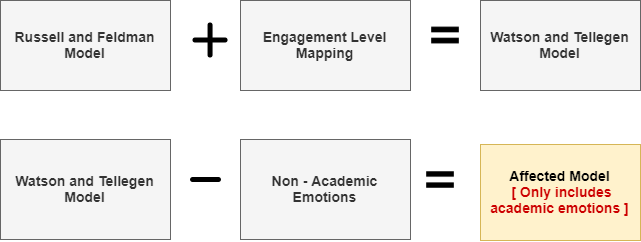 Russell and Feldman
Model
+
Engagement Level
Mapping
=
Watson and Tellegen
Model
Watson and Tellegen
Model
-
Non - Academic
Emotions
=
Affected Model
[ Only includes
academic emotions ]